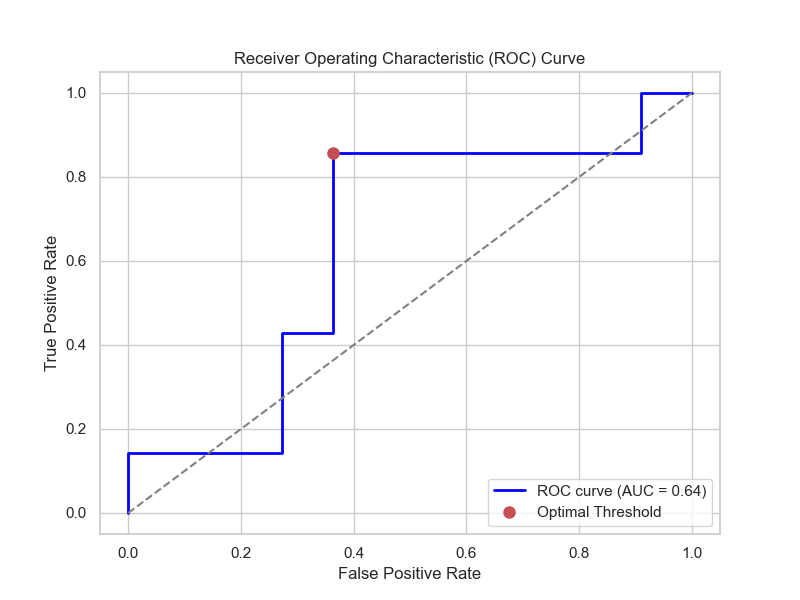 Receiver Operating Characteristic (ROC) Curve
True Positive Rate
1.0
0.8
0.6
0.4
0.2
0.0
ROC curve (AUC = 0.64)
Optimal Threshold
0.0 0.2 0.4 0.6 0.8 1.0
False Positive Rate